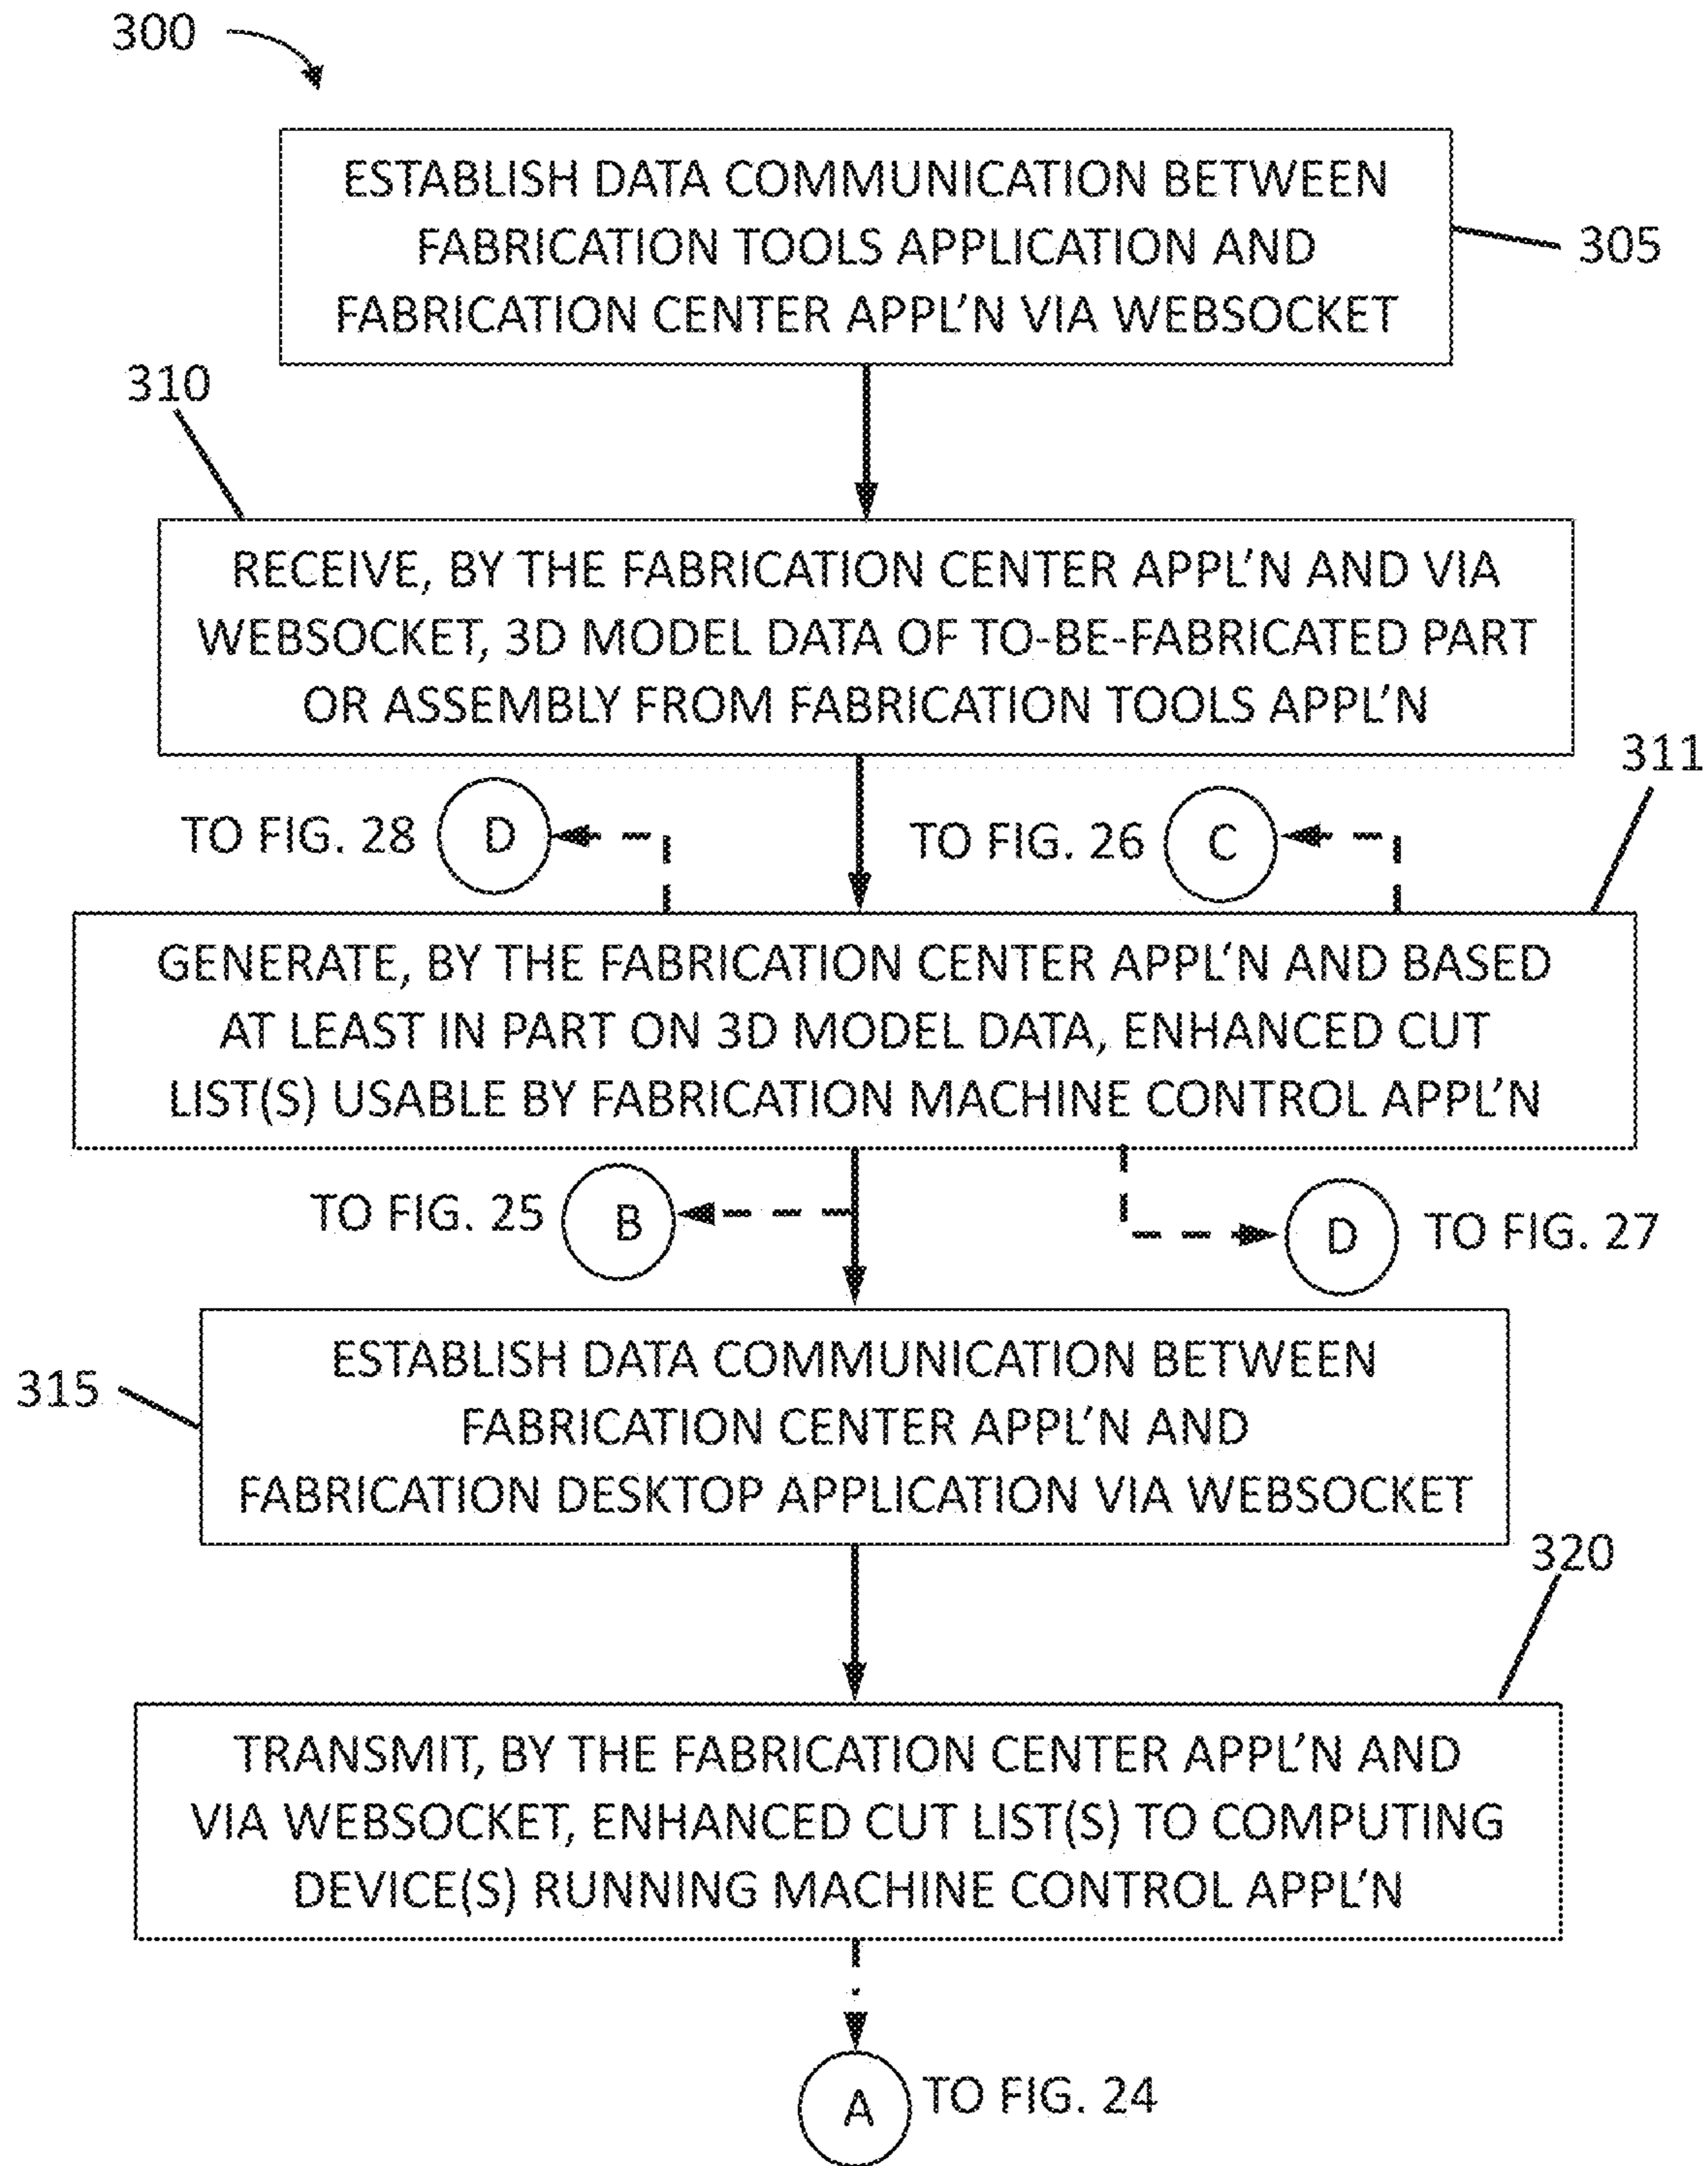 300
ESTABLISH DATA COMMUNICATION BETWEEN
FABRICATION TOOLS APPLICATION AND
FABRICATION CENTER APPL'N VIA WEBSOCKET
305
310
RECEIVE, BY THE FABRICATION CENTER APPL'N AND VIA
WEBSOCKET, 3D MODEL DATA OF TO-BE-FABRICATED PART
OR ASSEMBLY FROM FABRICATION TOOLS APPL'N
311
TO FIG. 28 D
TO FIG. 26 C
GENERATE, BY THE FABRICATION CENTER APPL'N AND BASED
AT LEAST IN PART ON 3D MODEL DATA, ENHANCED CUT
LIST(S) USABLE BY FABRICATION MACHINE CONTROL APPL'N
TO FIG. 25 B
D TO FIG. 27
315
ESTABLISH DATA COMMUNICATION BETWEEN
FABRICATION CENTER APPL'N AND
FABRICATION DESKTOP APPLICATION VIA WEBSOCKET
320
TRANSMIT, BY THE FABRICATION CENTER APPL'N AND
VIA WEBSOCKET, ENHANCED CUT LIST(S) TO COMPUTING
DEVICE(S) RUNNING MACHINE CONTROL APPL'N
A TO FIG. 24